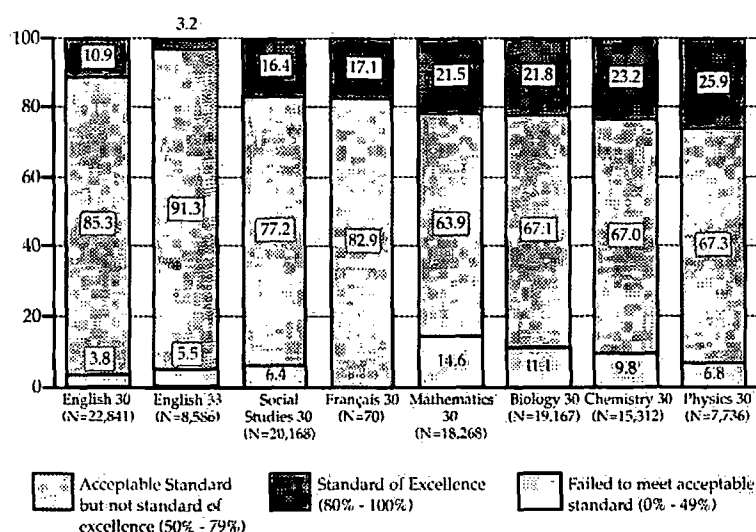 3.2
100
10.9
16.4
17.1
21.5
21.8
23.2
25.9
80
60
85.3
91.3
77.2
82.9
63.9
67.1
67.0
67.3
40
20
3.8
5.5
6.4
14.6
11.1
9.8
6.8
0
English 30
(N=22,841)
English 33
(N=8,586)
Social
Studies 30
(N=20,168)
Français 30
(N=70)
Mathematics
30
(N=18,268)
Biology 30
(N=19,167)
Chemistry 30
(N=15,312)
Physics 30
(N=7,736)
Acceptable Standard
but not standard of
excellence (50% - 79%)
Standard of Excellence
(80% - 100%)
Failed to meet acceptable
standard (0% - 49%)